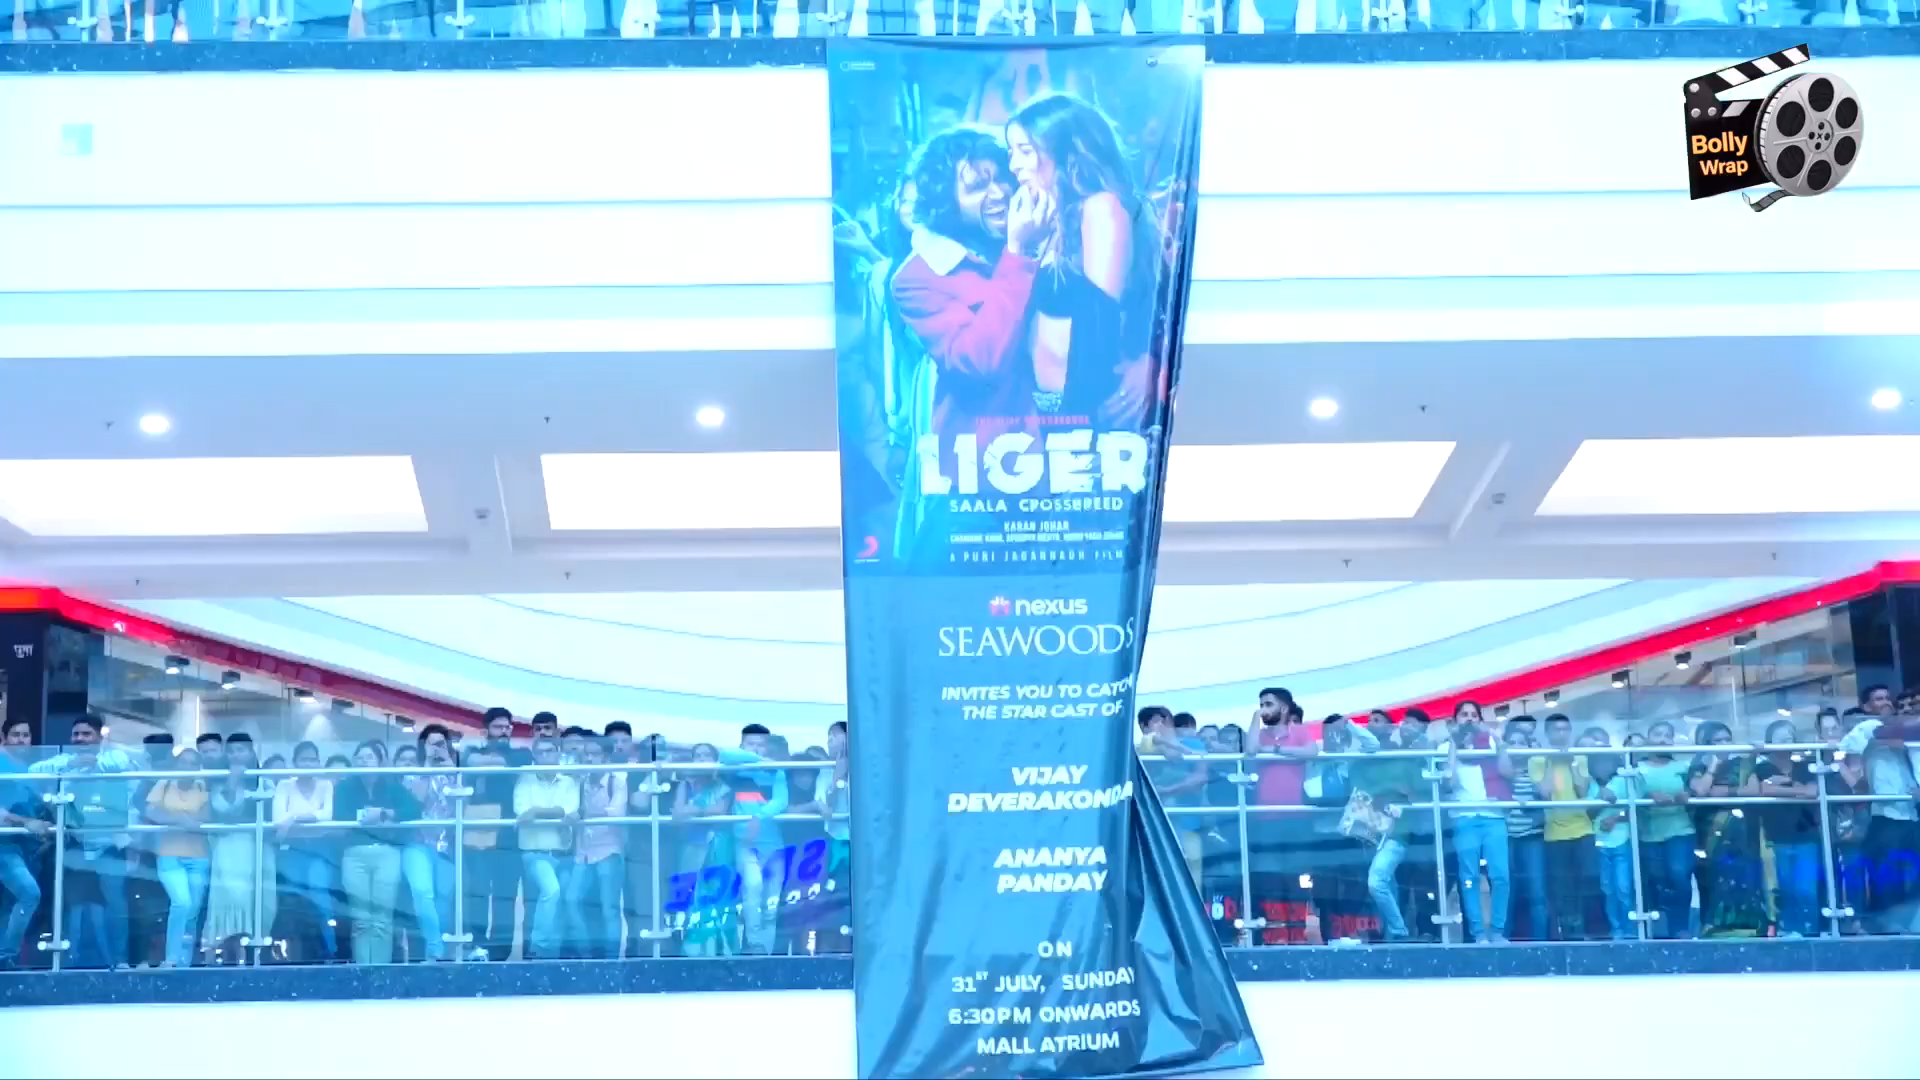 Bolly
Wrap
LIGER
SAALA CROSSBREED
KARAN JOHAR
A PURI JAGANNADH FILM
nexus
SEAWOODS
INVITES YOU TO CATCH
THE STAR CAST OF
VIJAY
DEVERAKONDA
ANANYA
PANDAY
ON
31ST JULY, SUNDAY
6:30PM ONWARDS
MALL ATRIUM